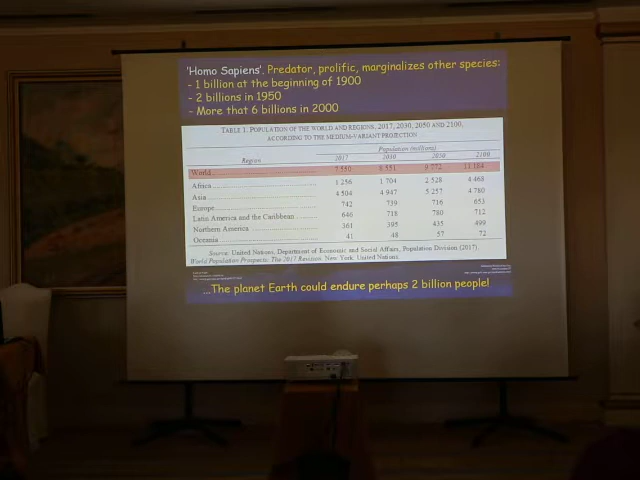 'Homo Sapiens'. Predator, prolific, marginalizes other species:
- 1 billion at the beginning of 1900
- 2 billions in 1950
- More that 6 billions in 2000
TABLE 1. POPULATION OF THE WORLD AND REGIONS, 2017, 2030, 2050 AND 2100,
ACCORDING TO THE MEDIUM-VARIANT PROJECTION
Population (millions)
Region 2017 2030 2050 2100
World 7 550 8 551 9 772 11 184
Africa 1 256 1 704 2 528 4 468
Asia 4 504 4 947 5 257 4 780
Europe 742 739 716 653
Latin America and the Caribbean 646 718 780 712
Northern America 361 395 435 499
Oceania 41 48 57 72
Source: United Nations, Department of Economic and Social Affairs, Population Division (2017).
World Population Prospects: The 2017 Revision. New York: United Nations.
...The planet Earth could endure perhaps 2 billion people!